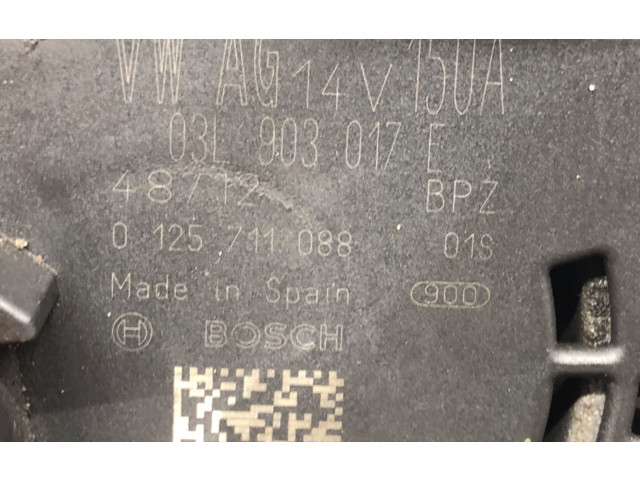 VW AG 14V 150A
03L 903 017 E
48/12 BPZ
0 125 711 088 01S
Made in Spain 900
BOSCH